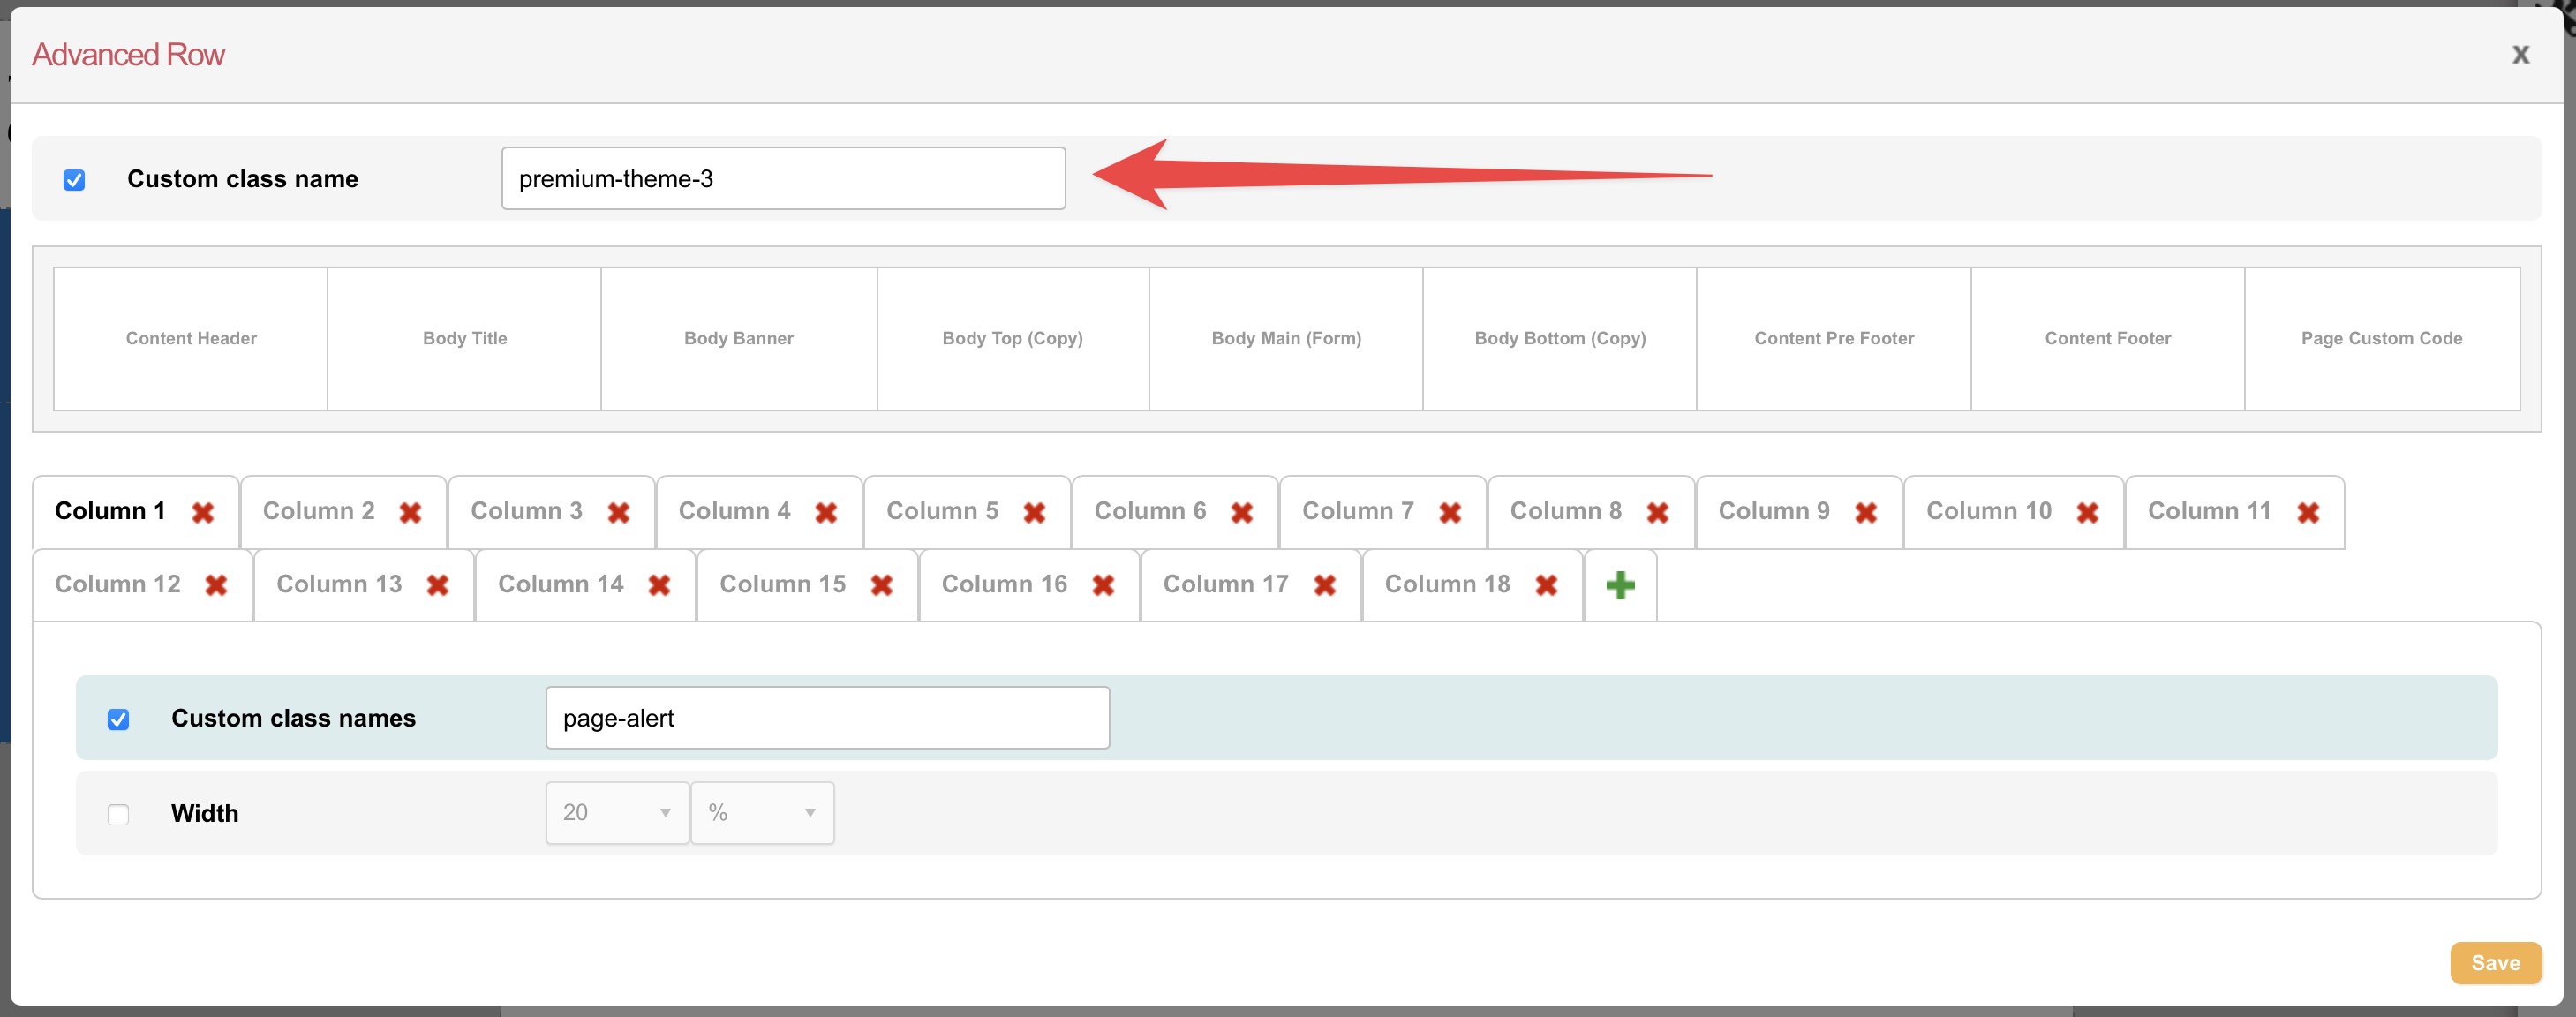 Advanced Row x
Custom class name premium-theme-3
Content Header Body Title Body Banner Body Top (Copy) Body Main (Form) Body Bottom (Copy) Content Pre Footer Content Footer Page Custom Code
Column 1 Column 2 Column 3 Column 4 Column 5 Column 6 Column 7 Column 8 Column 9 Column 10 Column 11
Column 12 Column 13 Column 14 Column 15 Column 16 Column 17 Column 18
Custom class names page-alert
Width 20 %
Save